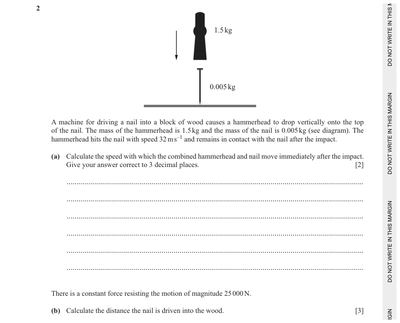 2
1.5 kg
0.005 kg
A machine for driving a nail into a block of wood causes a hammerhead to drop vertically onto the top
of the nail. The mass of the hammerhead is 1.5 kg and the mass of the nail is 0.005 kg (see diagram). The
hammerhead hits the nail with speed 32 m s⁻¹ and remains in contact with the nail after the impact.
(a) Calculate the speed with which the combined hammerhead and nail move immediately after the impact.
Give your answer correct to 3 decimal places. [2]
There is a constant force resisting the motion of magnitude 25 000 N.
(b) Calculate the distance the nail is driven into the wood. [3]
DO NOT WRITE IN THIS M
DO NOT WRITE IN THIS MARGIN
DO NOT WRITE IN THIS MARGIN
RGIN